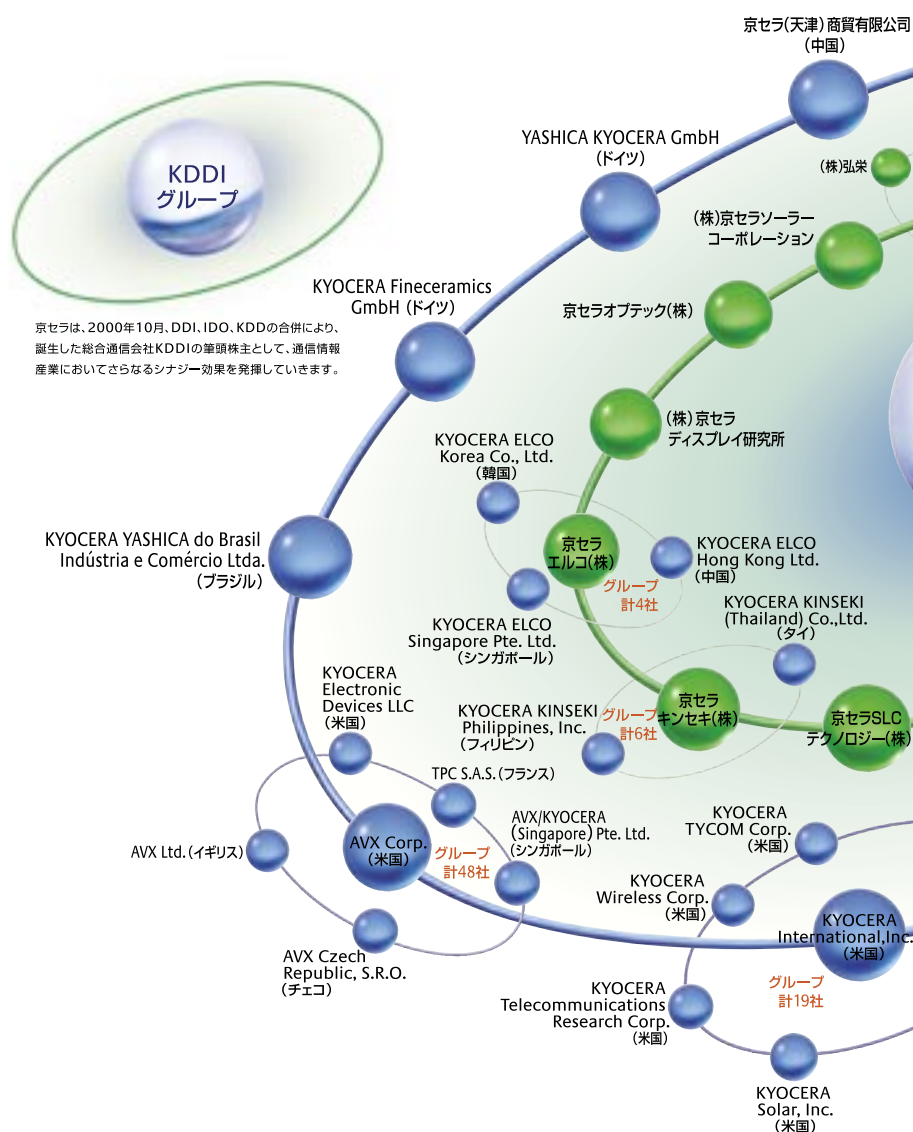 京セラ(天津)商貿有限公司
(中国)
YASHICA KYOCERA GmbH
(ドイツ)
(株)弘栄
KDDI
グループ
(株)京セラソーラー
コーポレーション
KYOCERA Fineceramics
GmbH (ドイツ)
京セラオプテック(株)
京セラは、2000年10月、DDI、IDO、KDDの合併により、
誕生した総合通信会社KDDIの筆頭株主として、通信情報
産業においてさらなるシナジー効果を発揮していきます。
(株)京セラ
ディスプレイ研究所
KYOCERA ELCO
Korea Co., Ltd.
(韓国)
KYOCERA YASHICA do Brasil
Indústria e Comércio Ltda.
(ブラジル)
京セラ
エルコ(株)
KYOCERA ELCO
Hong Kong Ltd.
(中国)
グループ
計4社
KYOCERA ELCO
Singapore Pte. Ltd.
(シンガポール)
KYOCERA KINSEKI
(Thailand) Co.,Ltd.
(タイ)
KYOCERA
Electronic
Devices LLC
(米国)
KYOCERA KINSEKI
Philippines, Inc.
(フィリピン)
グループ
計6社
京セラ
キンセキ(株)
京セラSLC
テクノロジー(株)
TPC S.A.S.(フランス)
AVX/KYOCERA
(Singapore) Pte. Ltd.
(シンガポール)
AVX Ltd.(イギリス)
AVX Corp.
(米国)
グループ
計48社
KYOCERA
TYCOM Corp.
(米国)
KYOCERA
Wireless Corp.
(米国)
KYOCERA
International,Inc.
(米国)
AVX Czech
Republic, S.R.O.
(チェコ)
グループ
計19社
KYOCERA
Telecommunications
Research Corp.
(米国)
KYOCERA
Solar, Inc.
(米国)